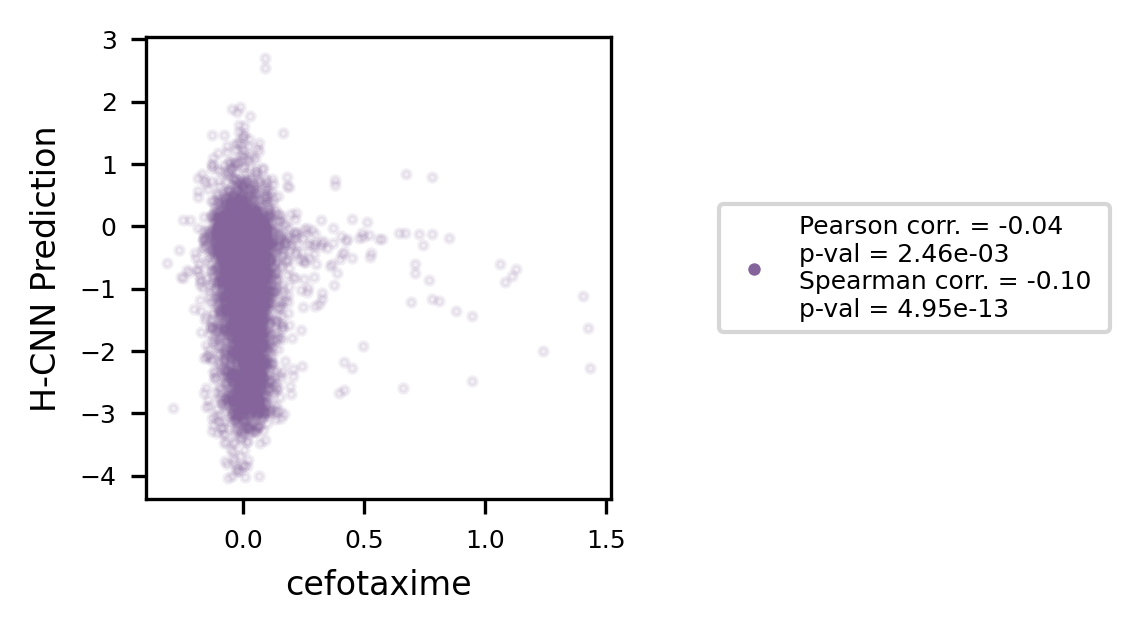 3
2
1
0
−1
−2
−3
−4
H-CNN Prediction
0.0
0.5
1.0
1.5
cefotaxime
Pearson corr. = -0.04
p-val = 2.46e-03
Spearman corr. = -0.10
p-val = 4.95e-13